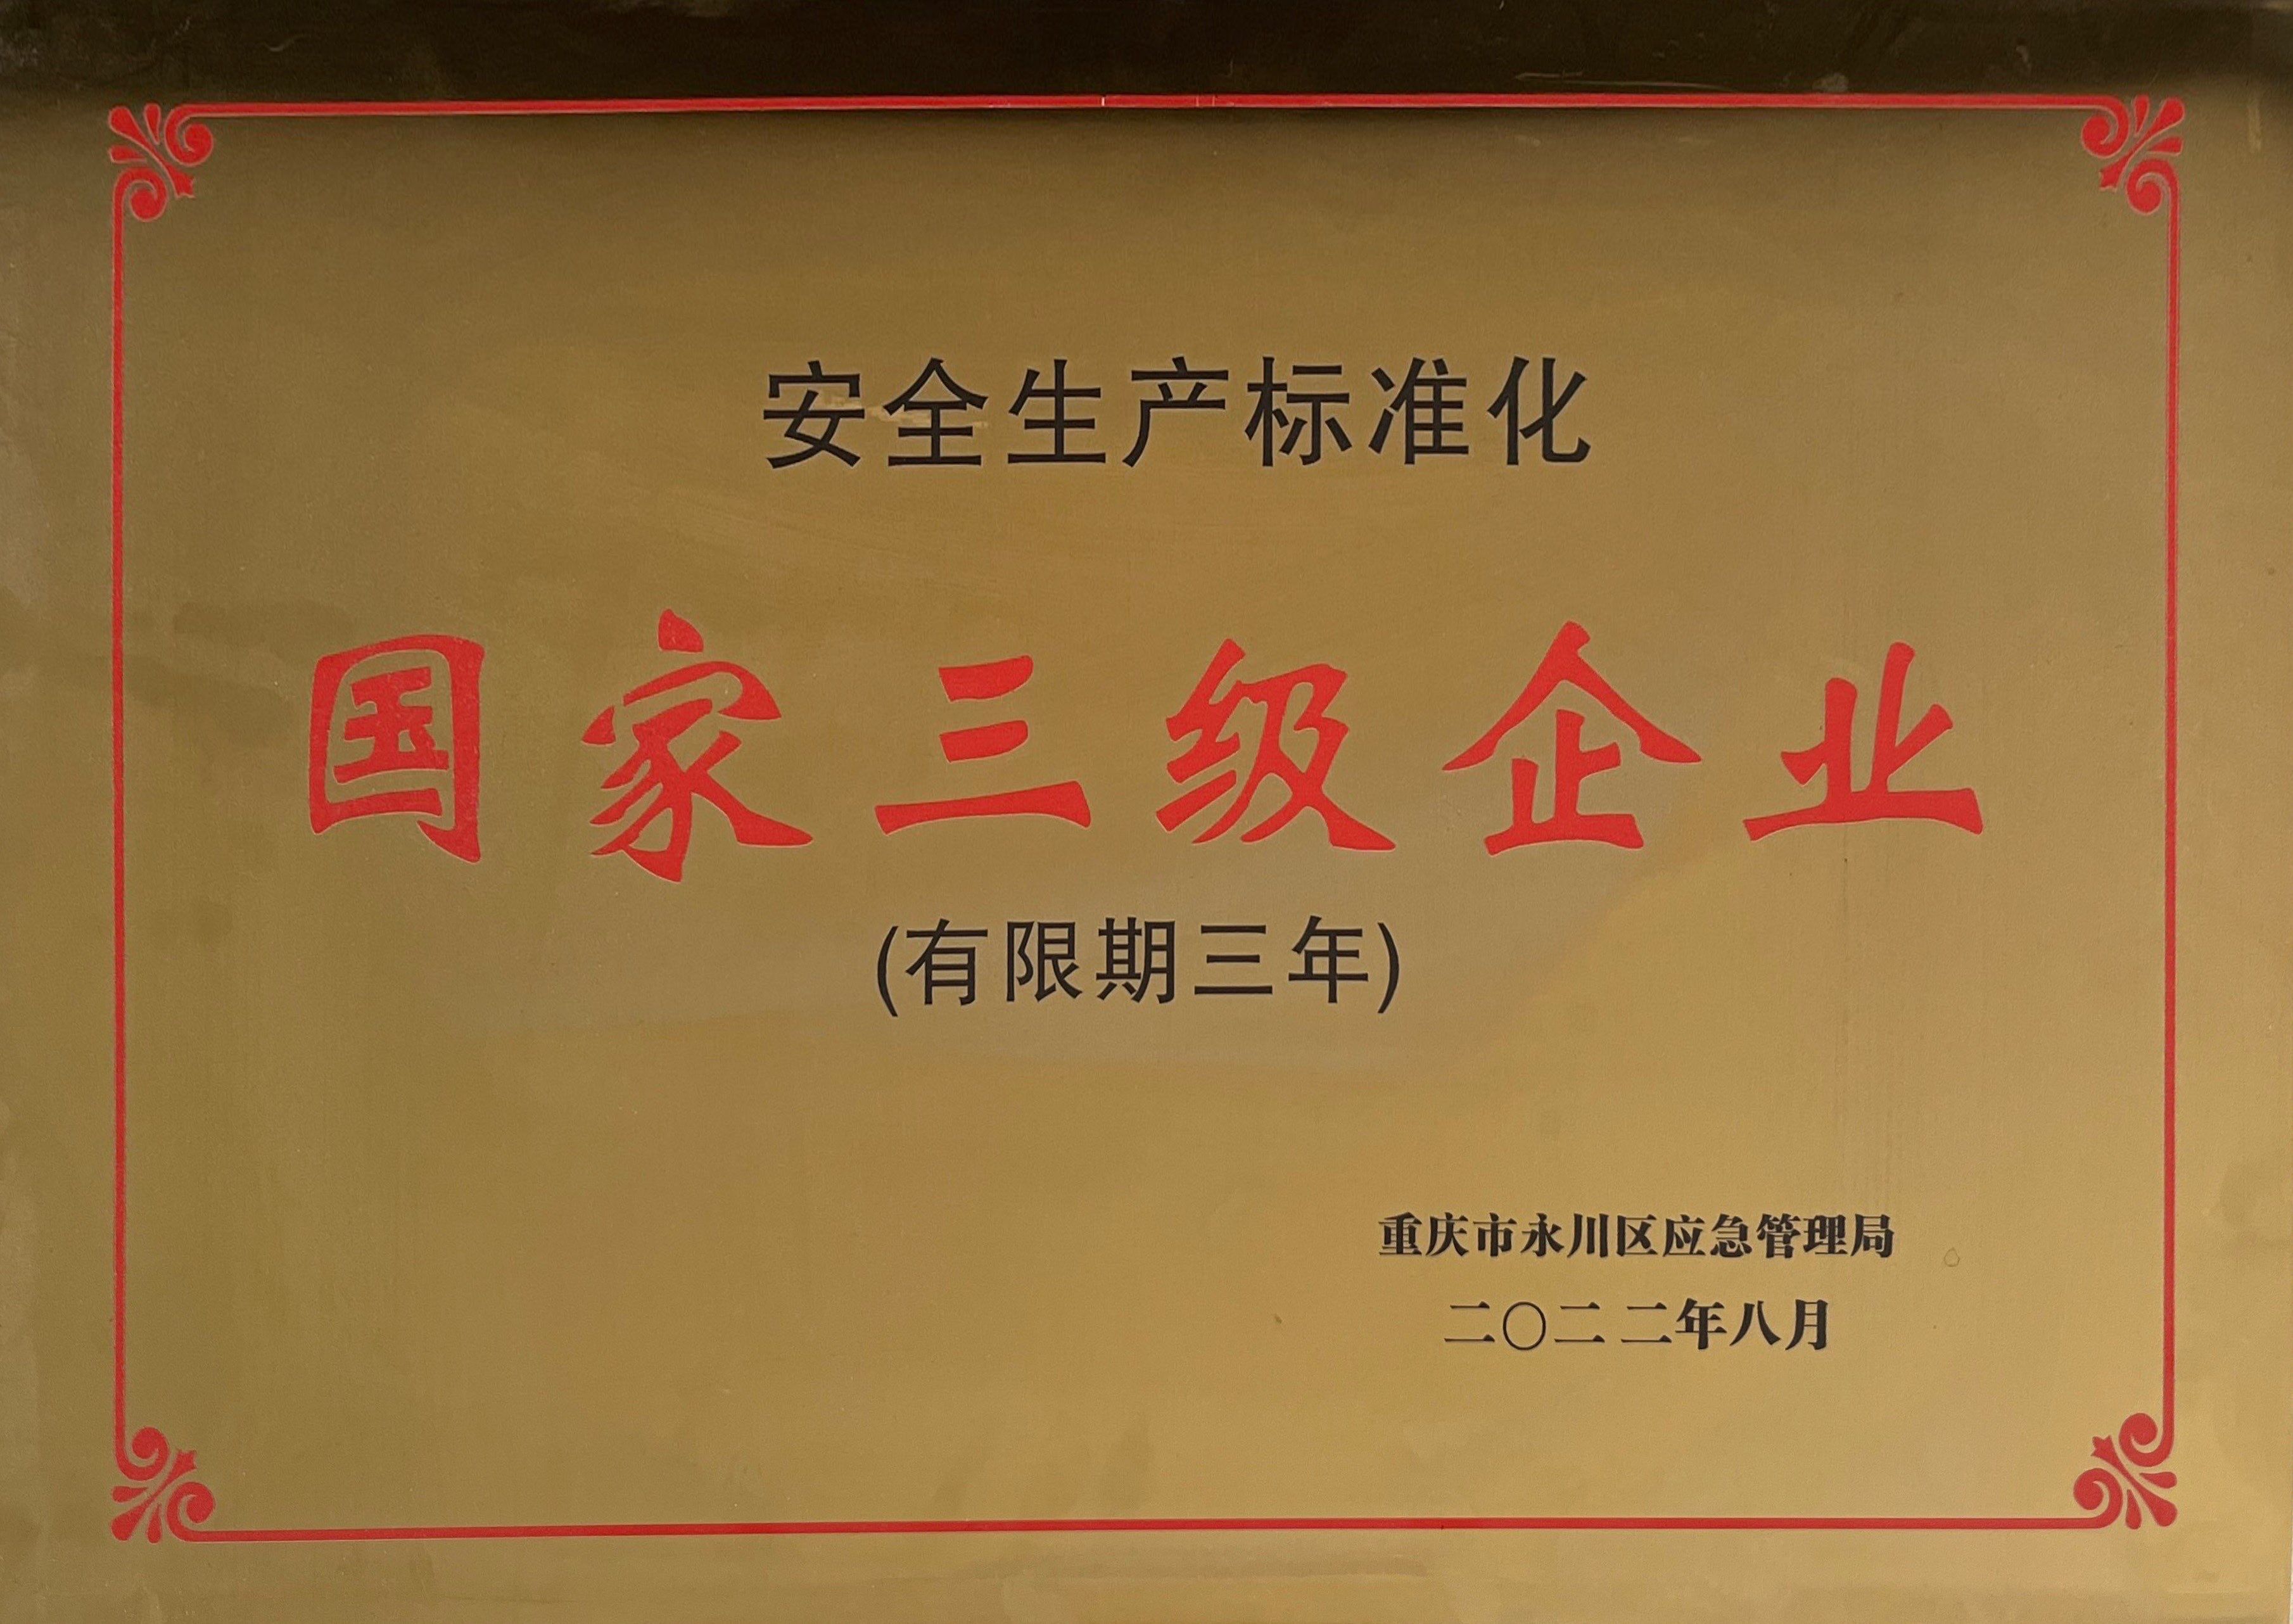 安全生产标准化
国家三级企业
(有限期三年)
重庆市永川区应急管理局
二〇二二年八月